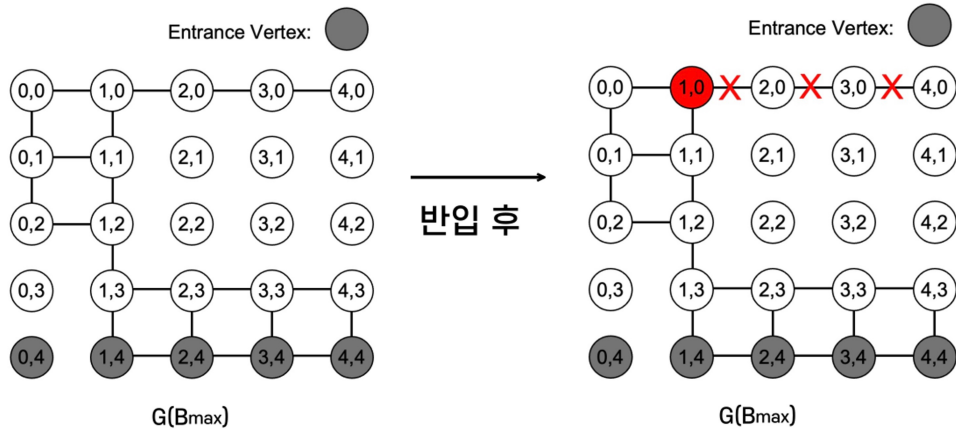 Entrance Vertex:
0,0 1,0 2,0 3,0 4,0
0,1 1,1 2,1 3,1 4,1
0,2 1,2 2,2 3,2 4,2
0,3 1,3 2,3 3,3 4,3
0,4 1,4 2,4 3,4 4,4
G(Bmax)
반입 후
Entrance Vertex:
0,0 1,0 X 2,0 X 3,0 X 4,0
0,1 1,1 2,1 3,1 4,1
0,2 1,2 2,2 3,2 4,2
0,3 1,3 2,3 3,3 4,3
0,4 1,4 2,4 3,4 4,4
G(Bmax)